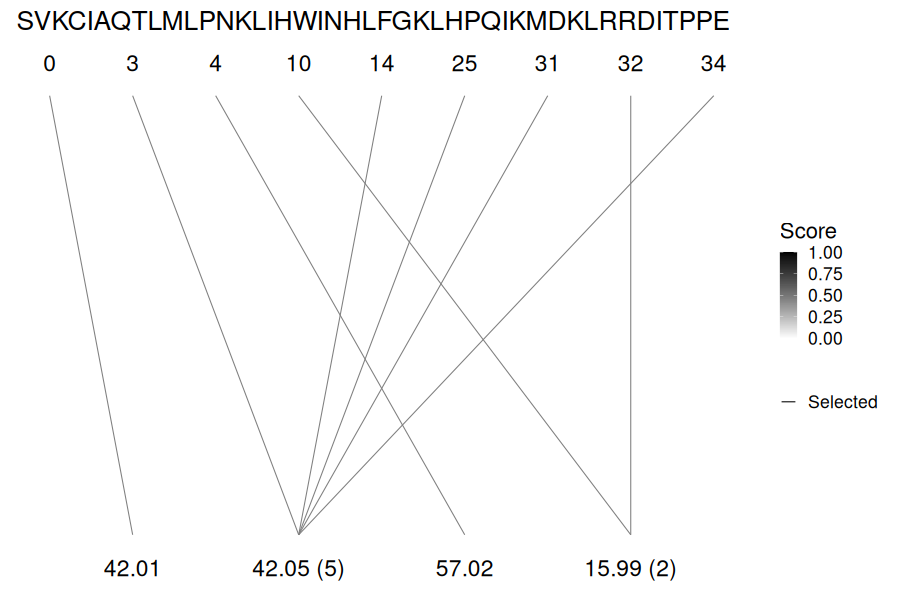 SVKCIAQTLMLPNKLIHWINHLFGKLHPQIKMDKLRRDITPPE
0 3 4 10 14 25 31 32 34
Score
1.00
0.75
0.50
0.25
0.00
Selected
42.01 42.05 (5) 57.02 15.99 (2)